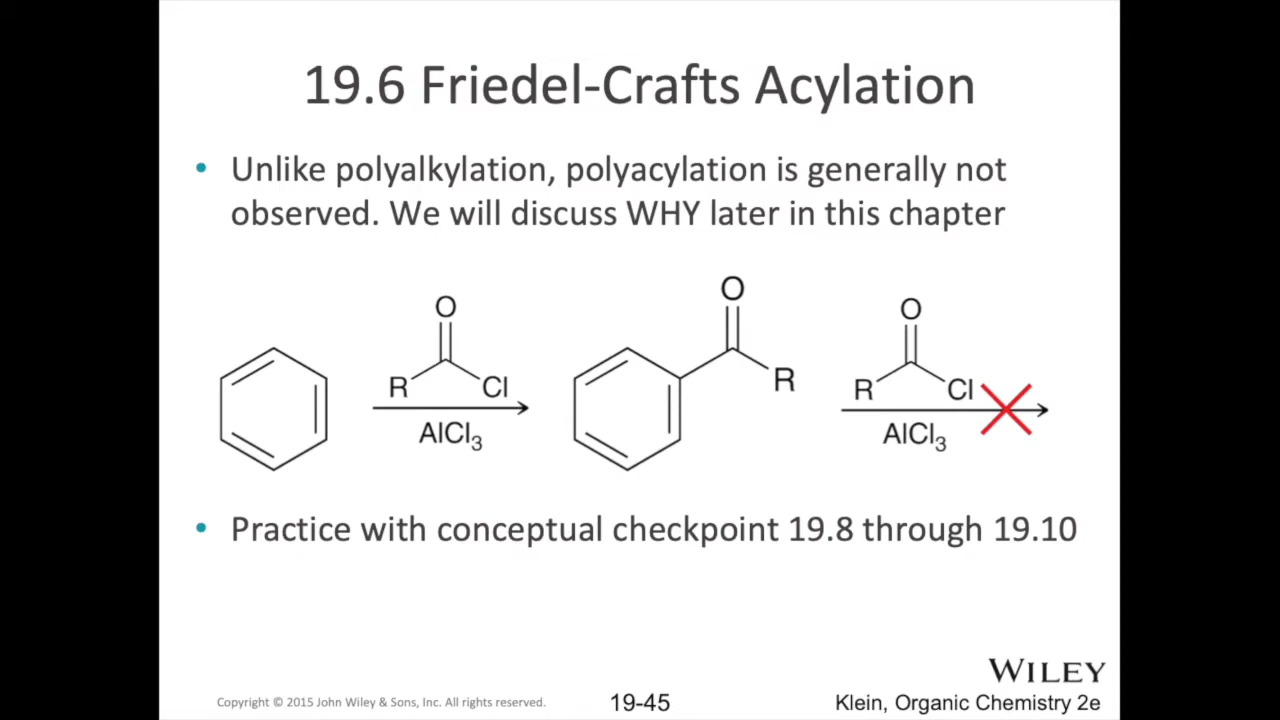 19.6 Friedel-Crafts Acylation
• Unlike polyalkylation, polyacylation is generally not
observed. We will discuss WHY later in this chapter
O
R Cl
AlCl₃
O
R
O
R Cl
AlCl₃
• Practice with conceptual checkpoint 19.8 through 19.10
WILEY
Copyright © 2015 John Wiley & Sons, Inc. All rights reserved.
19-45
Klein, Organic Chemistry 2e